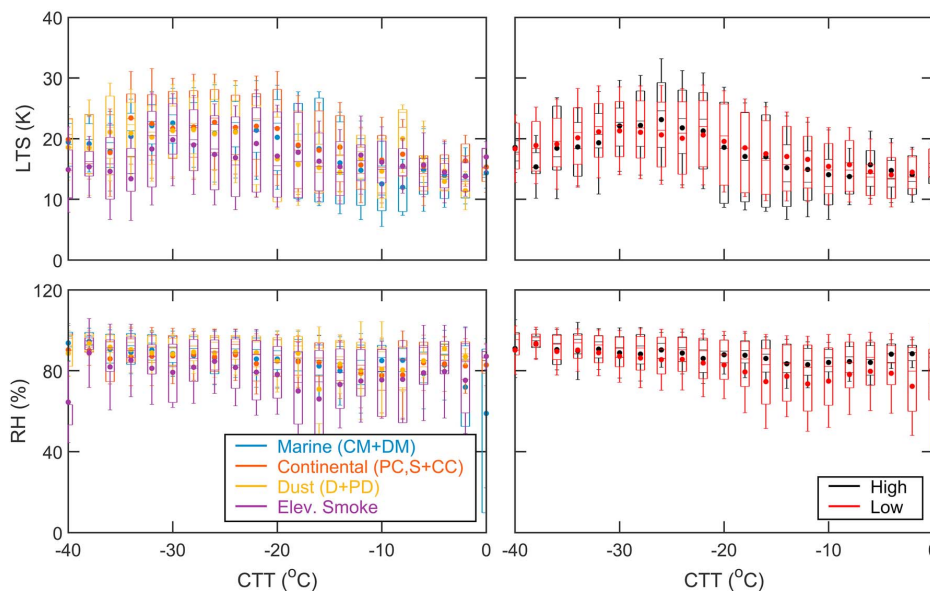 40
30
20
10
0
LTS (K)
120
80
40
0
RH (%)
Marine (CM+DM)
Continental (PC,S+CC)
Dust (D+PD)
Elev. Smoke
High
Low
-40 -30 -20 -10 0
-40 -30 -20 -10 0
CTT (°C)
CTT (°C)